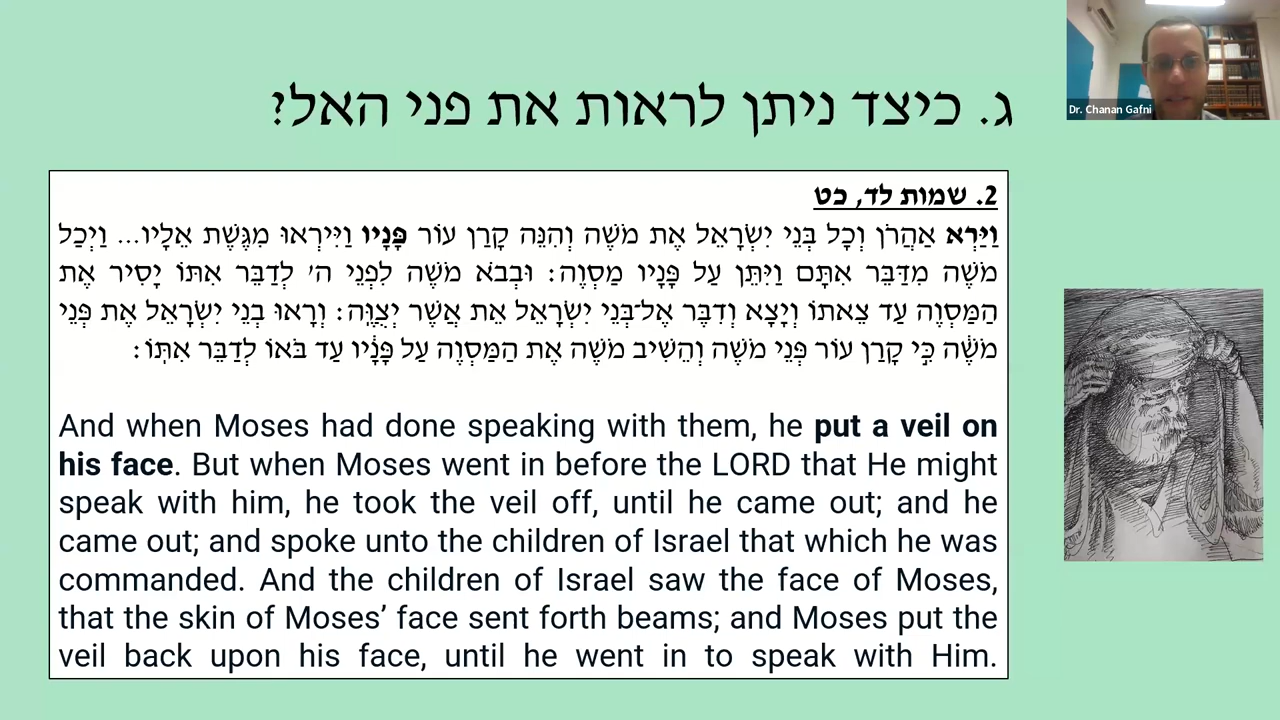 Dr. Chanan Gafni
ג. כיצד ניתן לראות את פני האל?
2. שמות לד, כט
וַיַּרְא אַהֲרֹן וְכָל בְּנֵי יִשְׂרָאֵל אֶת מֹשֶׁה וְהִנֵּה קָרַן עוֹר פָּנָיו וַיִּירְאוּ מִגֶּשֶׁת אֵלָיו... וַיְכַל
מֹשֶׁה מִדַּבֵּר אִתָּם וַיִּתֵּן עַל פָּנָיו מַסְוֶה: וּבְבֹא מֹשֶׁה לִפְנֵי ה' לְדַבֵּר אִתּוֹ יָסִיר אֶת
הַמַּסְוֶה עַד צֵאתוֹ וְיָצָא וְדִבֶּר אֶל־בְּנֵי יִשְׂרָאֵל אֵת אֲשֶׁר יְצֻוֶּה: וְרָאוּ בְנֵי יִשְׂרָאֵל אֶת פְּנֵי
מֹשֶׁה כִּי קָרַן עוֹר פְּנֵי מֹשֶׁה וְהֵשִׁיב מֹשֶׁה אֶת הַמַּסְוֶה עַל פָּנָיו עַד בֹּאוֹ לְדַבֵּר אִתּוֹ:
And when Moses had done speaking with them, he put a veil on
his face. But when Moses went in before the LORD that He might
speak with him, he took the veil off, until he came out; and he
came out; and spoke unto the children of Israel that which he was
commanded. And the children of Israel saw the face of Moses,
that the skin of Moses’ face sent forth beams; and Moses put the
veil back upon his face, until he went in to speak with Him.